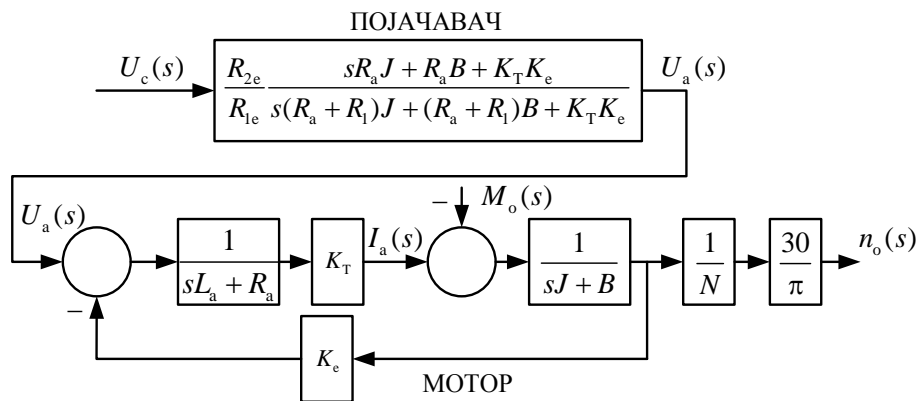 ПОЈАЧАВАЧ
U_c(s)
R_2e / R_1e · (sR_aJ + R_aB + K_TK_e) / (s(R_a + R_1)J + (R_a + R_1)B + K_TK_e)
U_a(s)
U_a(s)
−
1 / (sL_a + R_a)
K_T
I_a(s)
−
M_o(s)
1 / (sJ + B)
1 / N
30 / π
n_o(s)
K_e
МОТОР